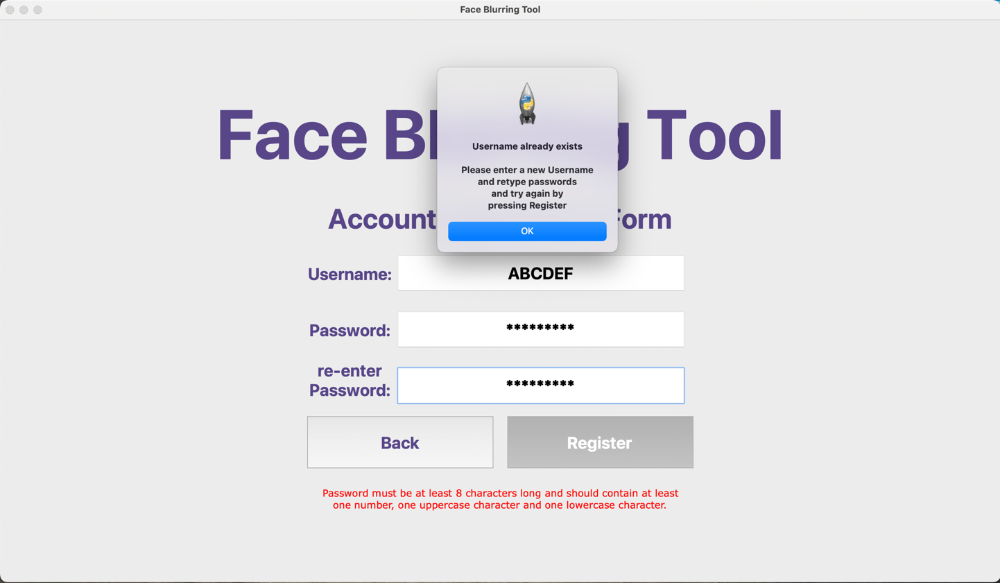 Face Blurring Tool
Face Bl g Tool
Username already exists
Please enter a new Username
and retype passwords
and try again by
pressing Register
OK
Account Form
Username: ABCDEF
Password: *********
re-enter
Password: *********
Back
Register
Password must be at least 8 characters long and should contain at least
one number, one uppercase character and one lowercase character.